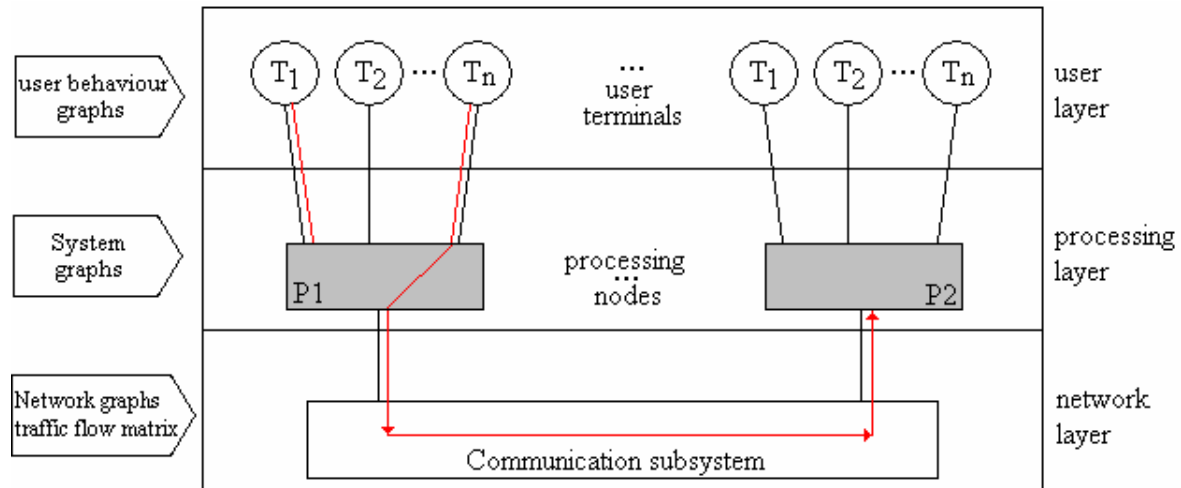 user behaviour
graphs
T1 T2 ... Tn
...
user
terminals
T1 T2 ... Tn
user
layer
System
graphs
P1
processing
...
nodes
P2
processing
layer
Network graphs
traffic flow matrix
Communication subsystem
network
layer